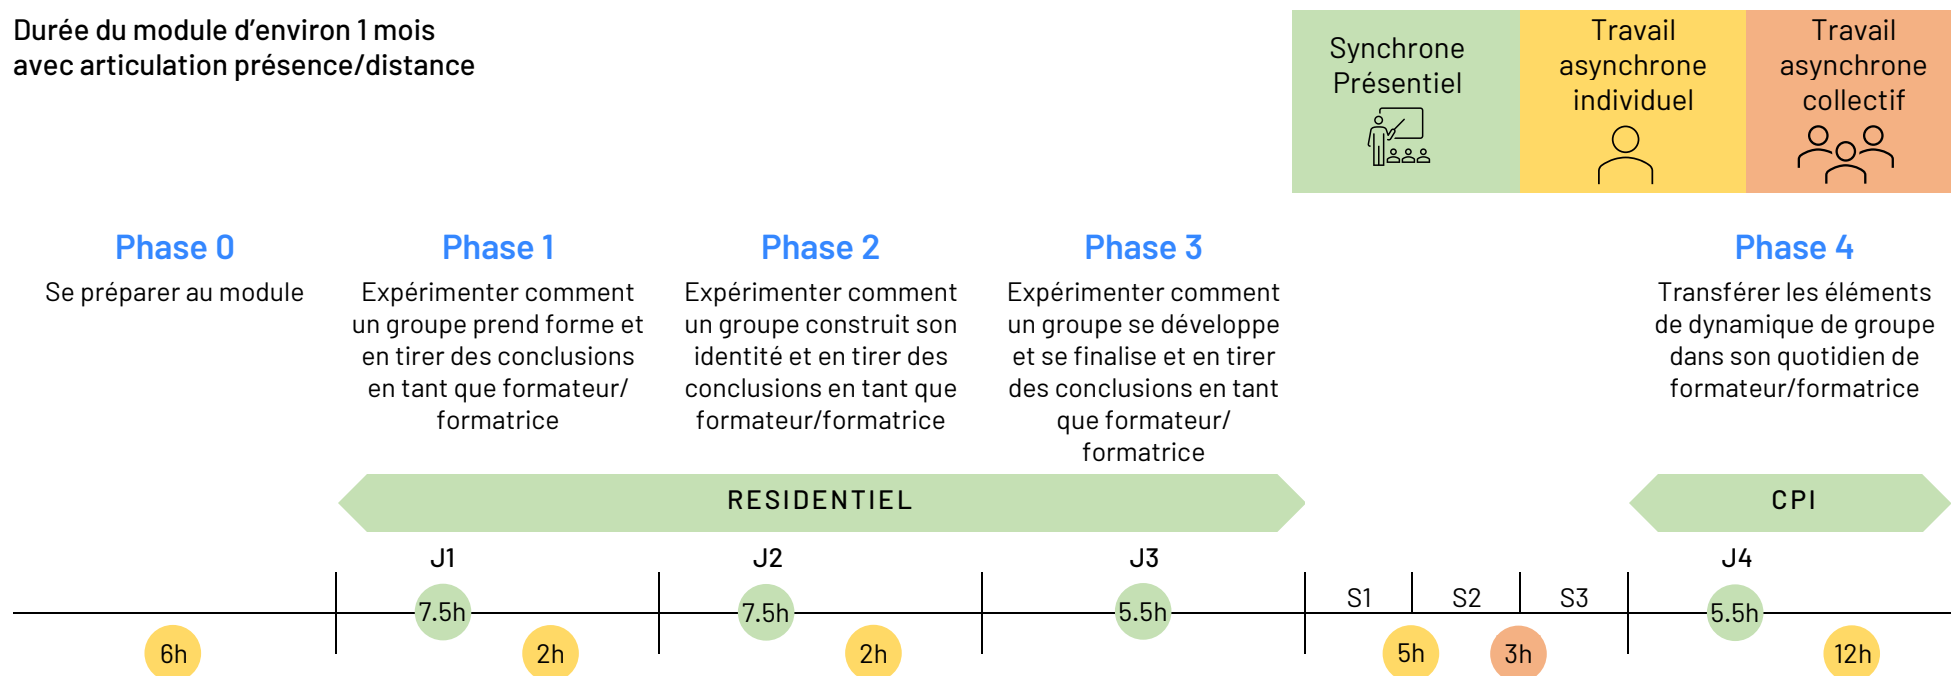 Durée du module d'environ 1 mois
avec articulation présence/distance
Synchrone
Présentiel
Travail
asynchrone
individuel
Travail
asynchrone
collectif
Phase 0
Se préparer au module
Phase 1
Expérimenter comment
un groupe prend forme et
en tirer des conclusions
en tant que formateur/
formatrice
Phase 2
Expérimenter comment
un groupe construit son
identité et en tirer des
conclusions en tant que
formateur/formatrice
Phase 3
Expérimenter comment
un groupe se développe
et se finalise et en tirer
des conclusions en tant
que formateur/
formatrice
Phase 4
Transférer les éléments
de dynamique de groupe
dans son quotidien de
formateur/formatrice
RESIDENTIEL
CPI
J1
J2
J3
J4
7.5h
7.5h
5.5h
S1
S2
S3
5.5h
6h
2h
2h
5h
3h
12h